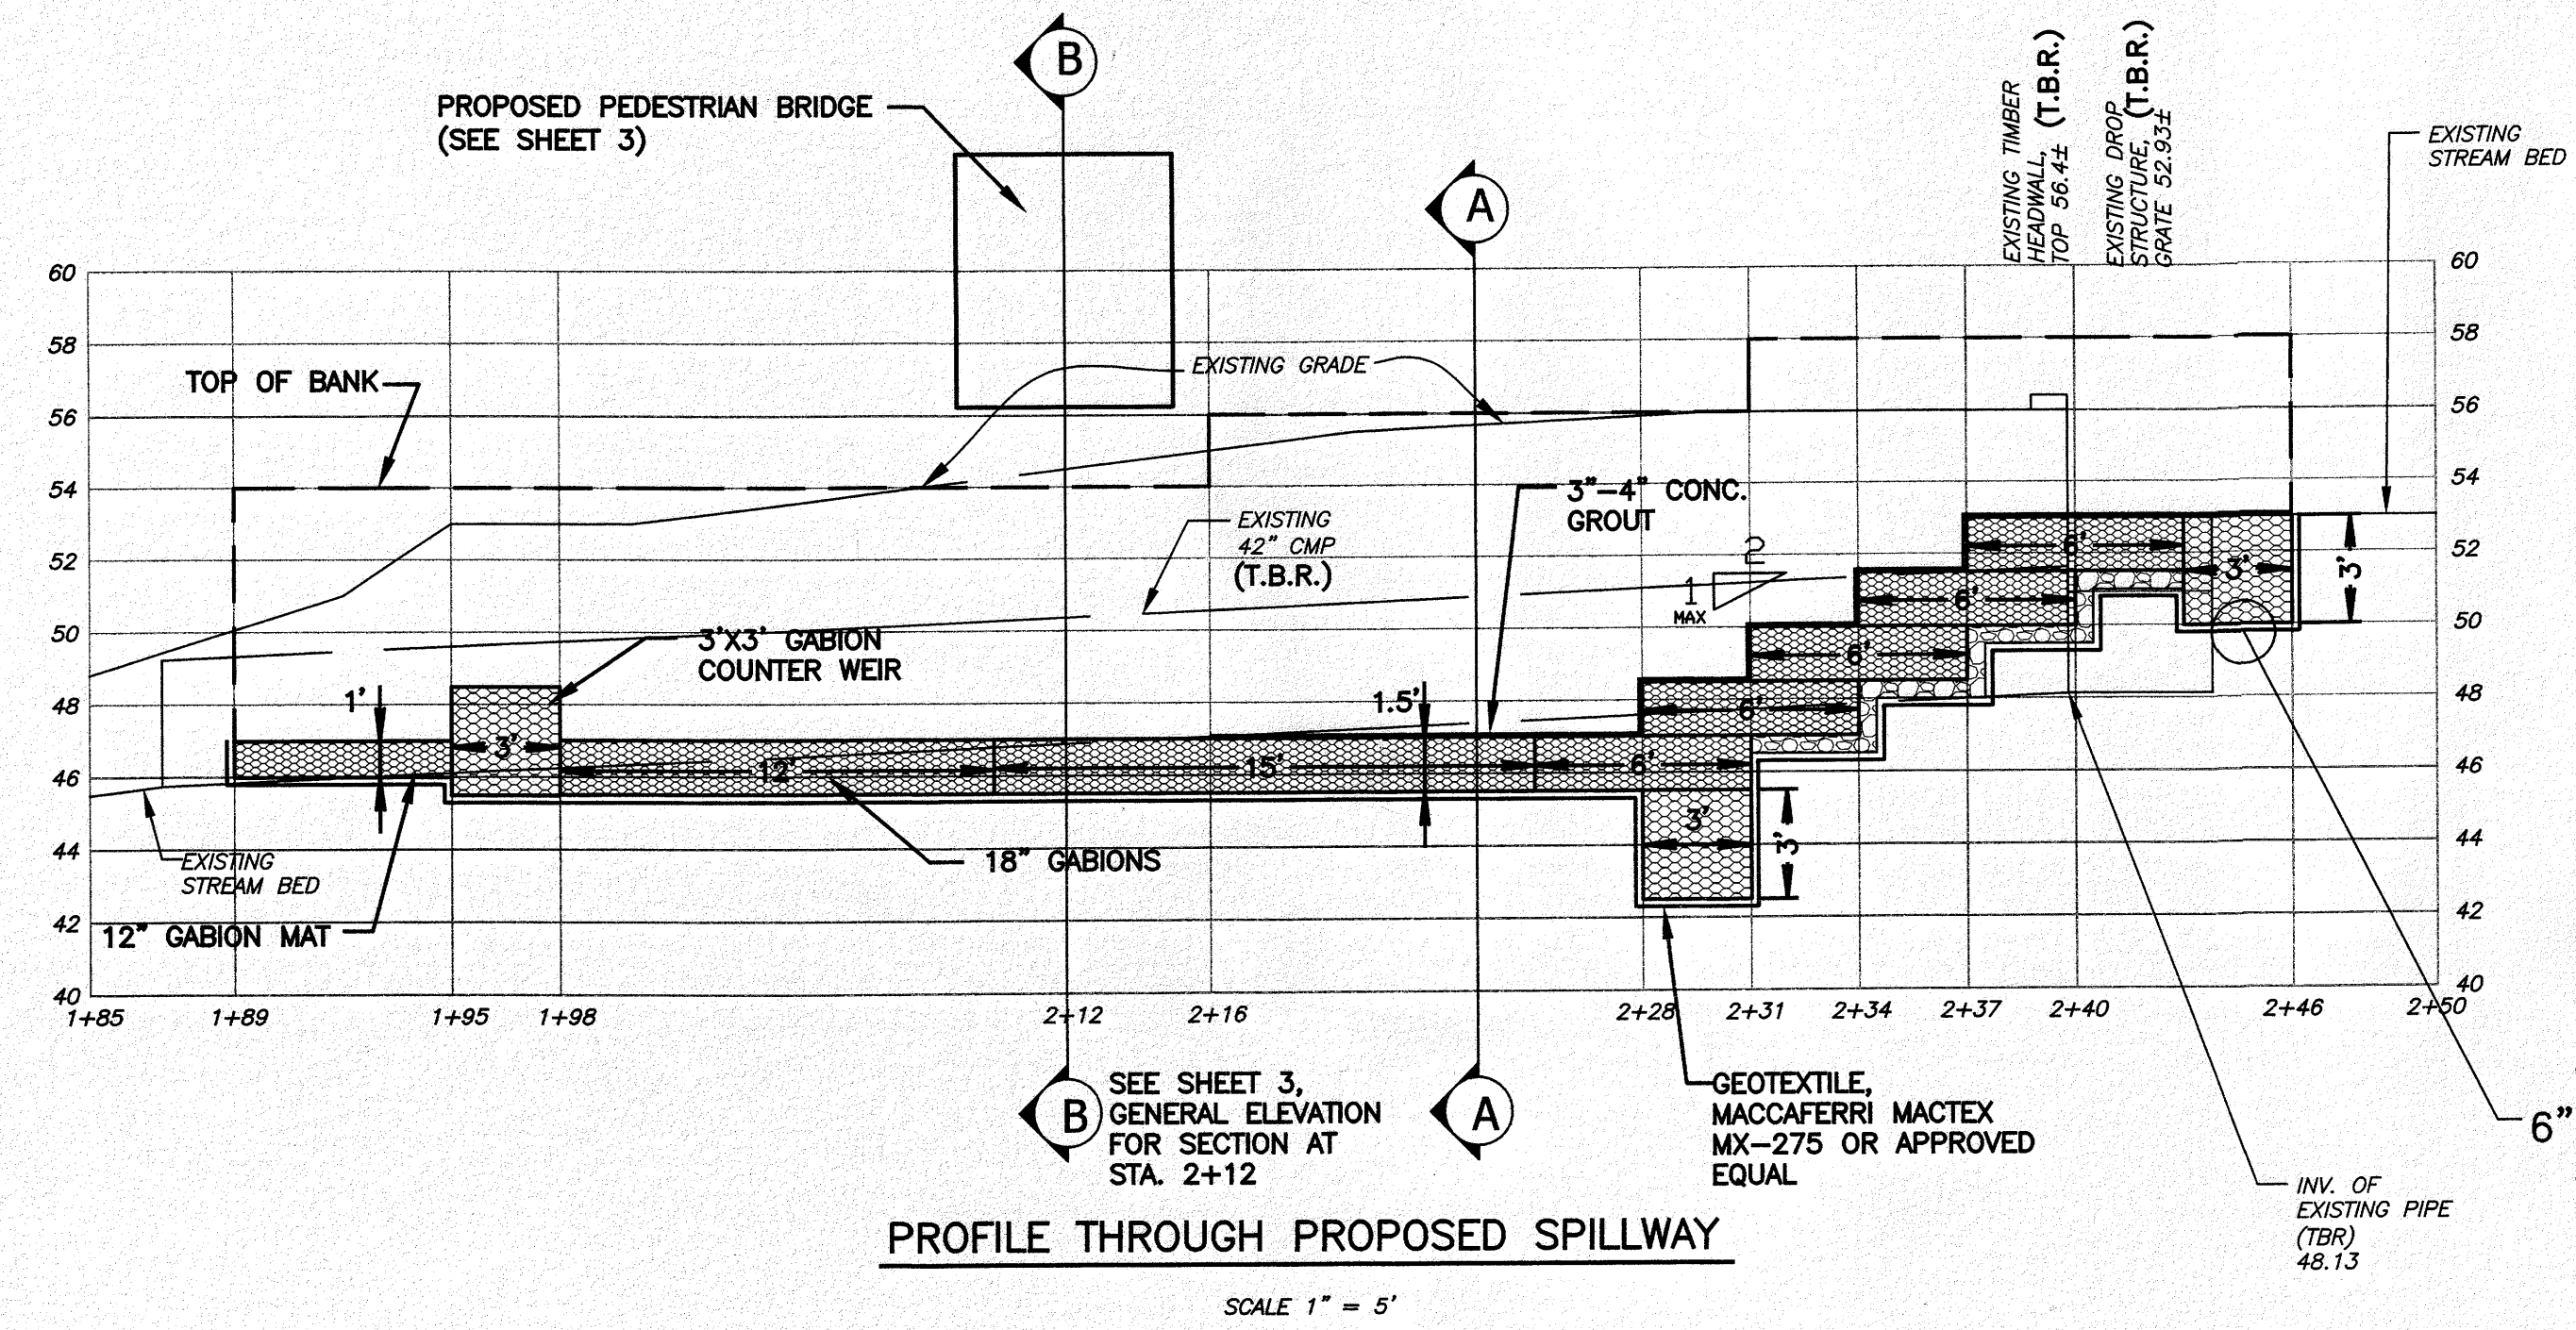 B
PROPOSED PEDESTRIAN BRIDGE
(SEE SHEET 3)
A
EXISTING TIMBER
HEADWALL, (T.B.R.)
TOP 56.4±
EXISTING DROP
STRUCTURE, (T.B.R.)
GRATE 52.93±
EXISTING
STREAM BED
60
60
58
58
EXISTING GRADE
TOP OF BANK
56
56
54
54
3"-4" CONC.
GROUT
EXISTING
42" CMP
(T.B.R.)
2
1
MAX
52
52
6'
3'
3'
6'
50
50
3'X3' GABION
COUNTER WEIR
6'
1'
1.5'
48
48
6'
3'
12'
15'
6'
46
46
3'
3'
44
44
EXISTING
STREAM BED
18" GABIONS
42
42
12" GABION MAT
40
40
1+85
1+89
1+95
1+98
2+12
2+16
2+28
2+31
2+34
2+37
2+40
2+46
2+50
B
SEE SHEET 3,
GENERAL ELEVATION
FOR SECTION AT
STA. 2+12
A
GEOTEXTILE,
MACCAFERRI MACTEX
MX-275 OR APPROVED
EQUAL
6"
INV. OF
EXISTING PIPE
(TBR)
48.13
PROFILE THROUGH PROPOSED SPILLWAY
SCALE 1" = 5'